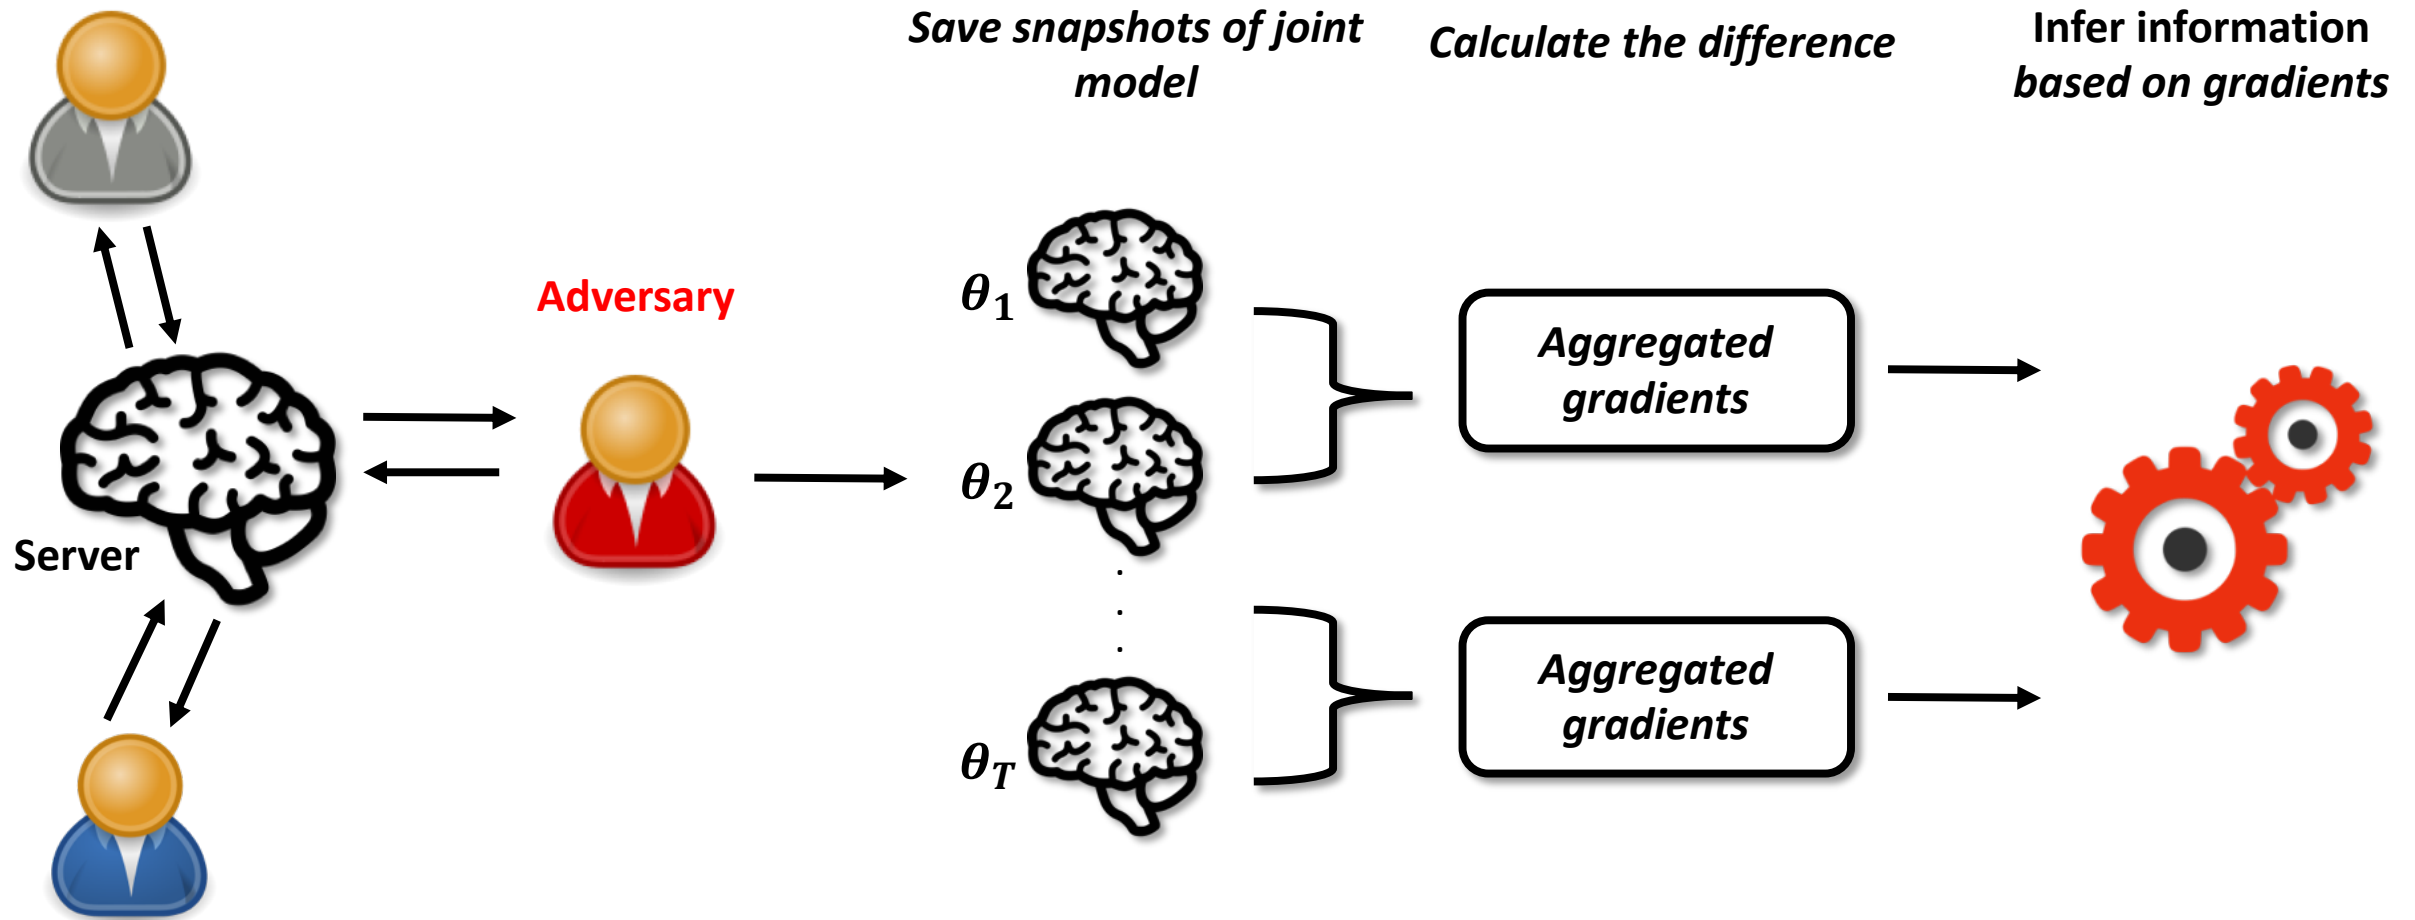 Save snapshots of joint
model
Calculate the difference
Infer information
based on gradients
Adversary
Server
θ₁
θ₂
.
.
.
θ_T
Aggregated
gradients
Aggregated
gradients